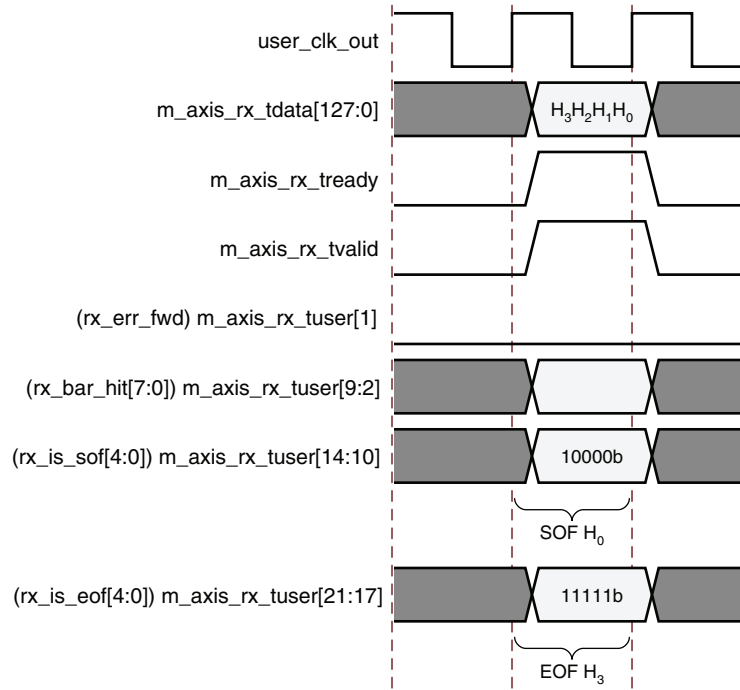 user_clk_out
m_axis_rx_tdata[127:0]
H₃H₂H₁H₀
m_axis_rx_tready
m_axis_rx_tvalid
(rx_err_fwd) m_axis_rx_tuser[1]
(rx_bar_hit[7:0]) m_axis_rx_tuser[9:2]
(rx_is_sof[4:0]) m_axis_rx_tuser[14:10]
10000b
SOF H₀
(rx_is_eof[4:0]) m_axis_rx_tuser[21:17]
11111b
EOF H₃